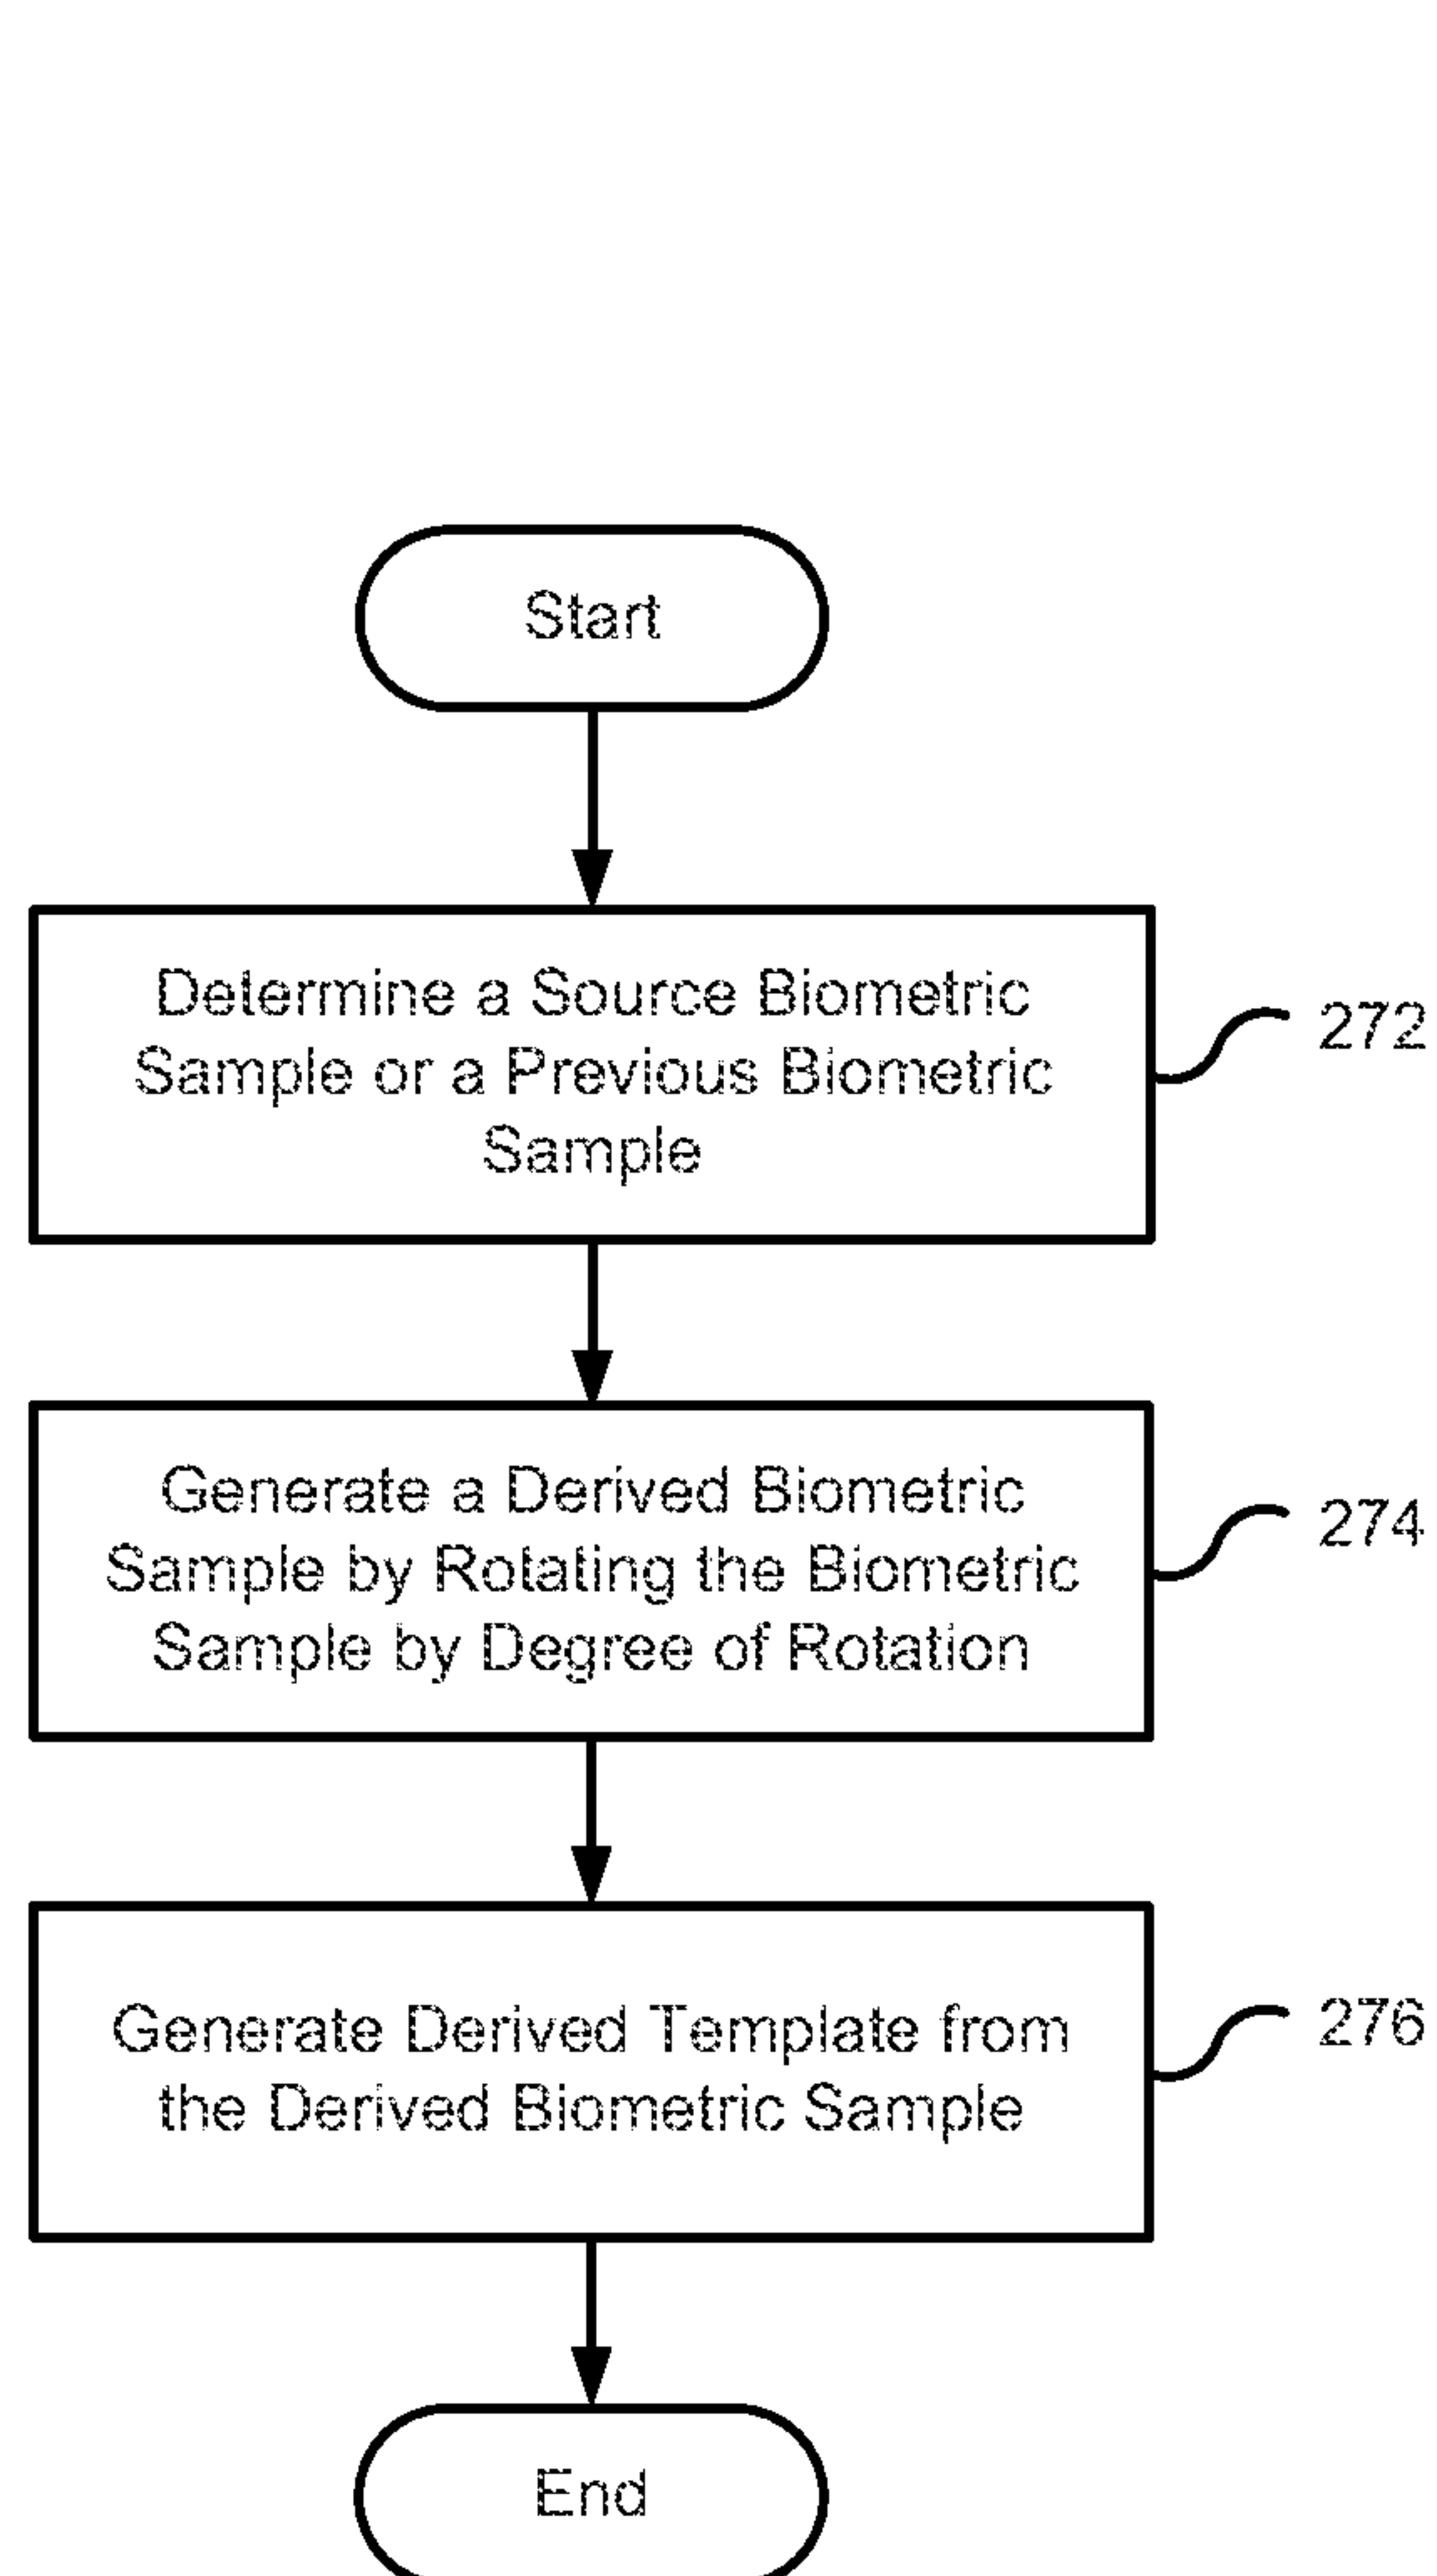 Start
Determine a Source Biometric
Sample or a Previous Biometric
Sample
272
Generate a Derived Biometric
Sample by Rotating the Biometric
Sample by Degree of Rotation
274
Generate Derived Template from
the Derived Biometric Sample
276
End